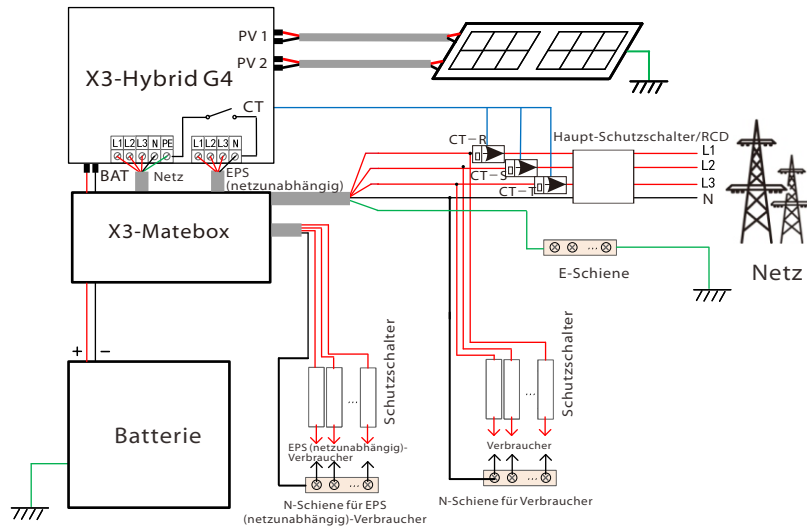 PV 1
PV 2
X3-Hybrid G4
CT
L1 L2 L3 N PE
L1 L2 L3 N
BAT
Netz
EPS
(netzunabhängig)
CT-R
CT-S
CT-T
Haupt-Schutzschalter/RCD
L1
L2
L3
N
X3-Matebox
E-Schiene
Netz
+ −
Schutzschalter
...
Schutzschalter
...
Batterie
EPS (netzunabhängig)-
Verbraucher
Verbraucher
...
...
N-Schiene für EPS
(netzunabhängig)-Verbraucher
N-Schiene für Verbraucher